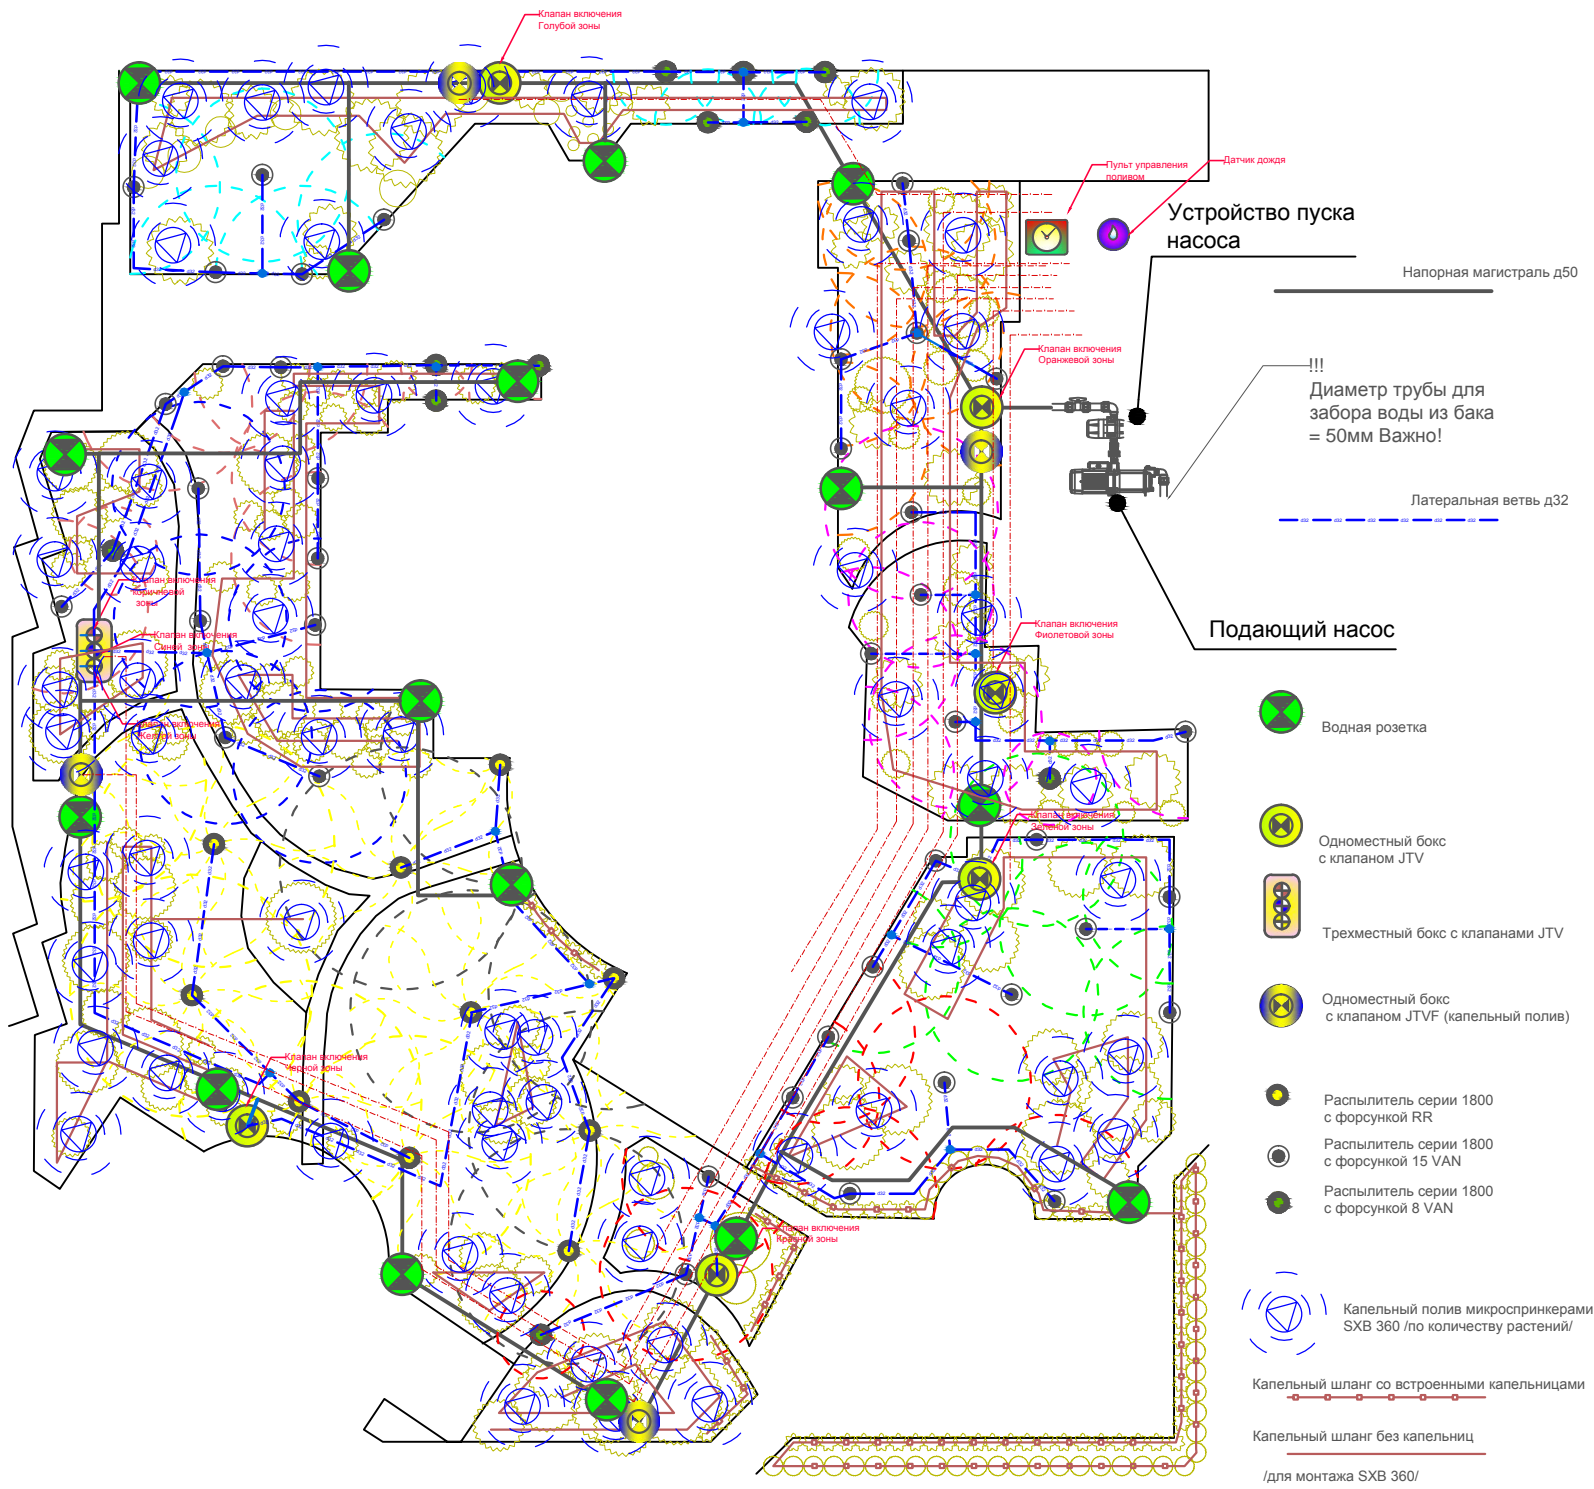 Клапан включения
Голубой зоны
Пульт управления
поливом
Датчик дождя
Устройство пуска
насоса
Напорная магистраль д50
Клапан включения
Оранжевой зоны
!!!
Диаметр трубы для
забора воды из бака
= 50мм Важно!
Латеральная ветвь д32
Клапан включения
коричневой
зоны
Клапан включения
Синей зоны
Клапан включения
Желтой зоны
Клапан включения
Фиолетовой зоны
Подающий насос
Водная розетка
Клапан включения
Зеленой зоны
Одноместный бокс
с клапаном JTV
Трехместный бокс с клапанами JTV
Одноместный бокс
с клапаном JTVF (капельный полив)
Клапан включения
Черной зоны
Распылитель серии 1800
с форсункой RR
Распылитель серии 1800
с форсункой 15 VAN
Распылитель серии 1800
с форсункой 8 VAN
Клапан включения
Красной зоны
Капельный полив микроспринкерами
SXB 360 /по количеству растений/
Капельный шланг со встроенными капельницами
Капельный шланг без капельниц
/для монтажа SXB 360/